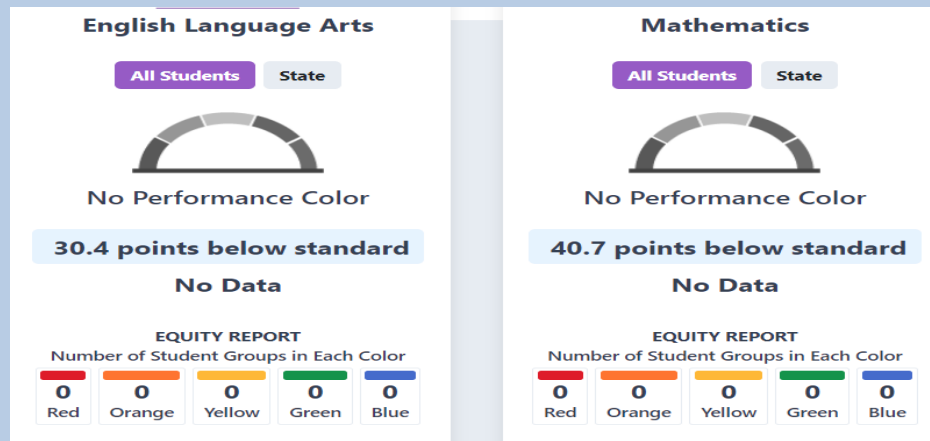 English Language Arts
All Students State
No Performance Color
30.4 points below standard
No Data
EQUITY REPORT
Number of Student Groups in Each Color
0 0 0 0 0
Red Orange Yellow Green Blue
Mathematics
All Students State
No Performance Color
40.7 points below standard
No Data
EQUITY REPORT
Number of Student Groups in Each Color
0 0 0 0 0
Red Orange Yellow Green Blue